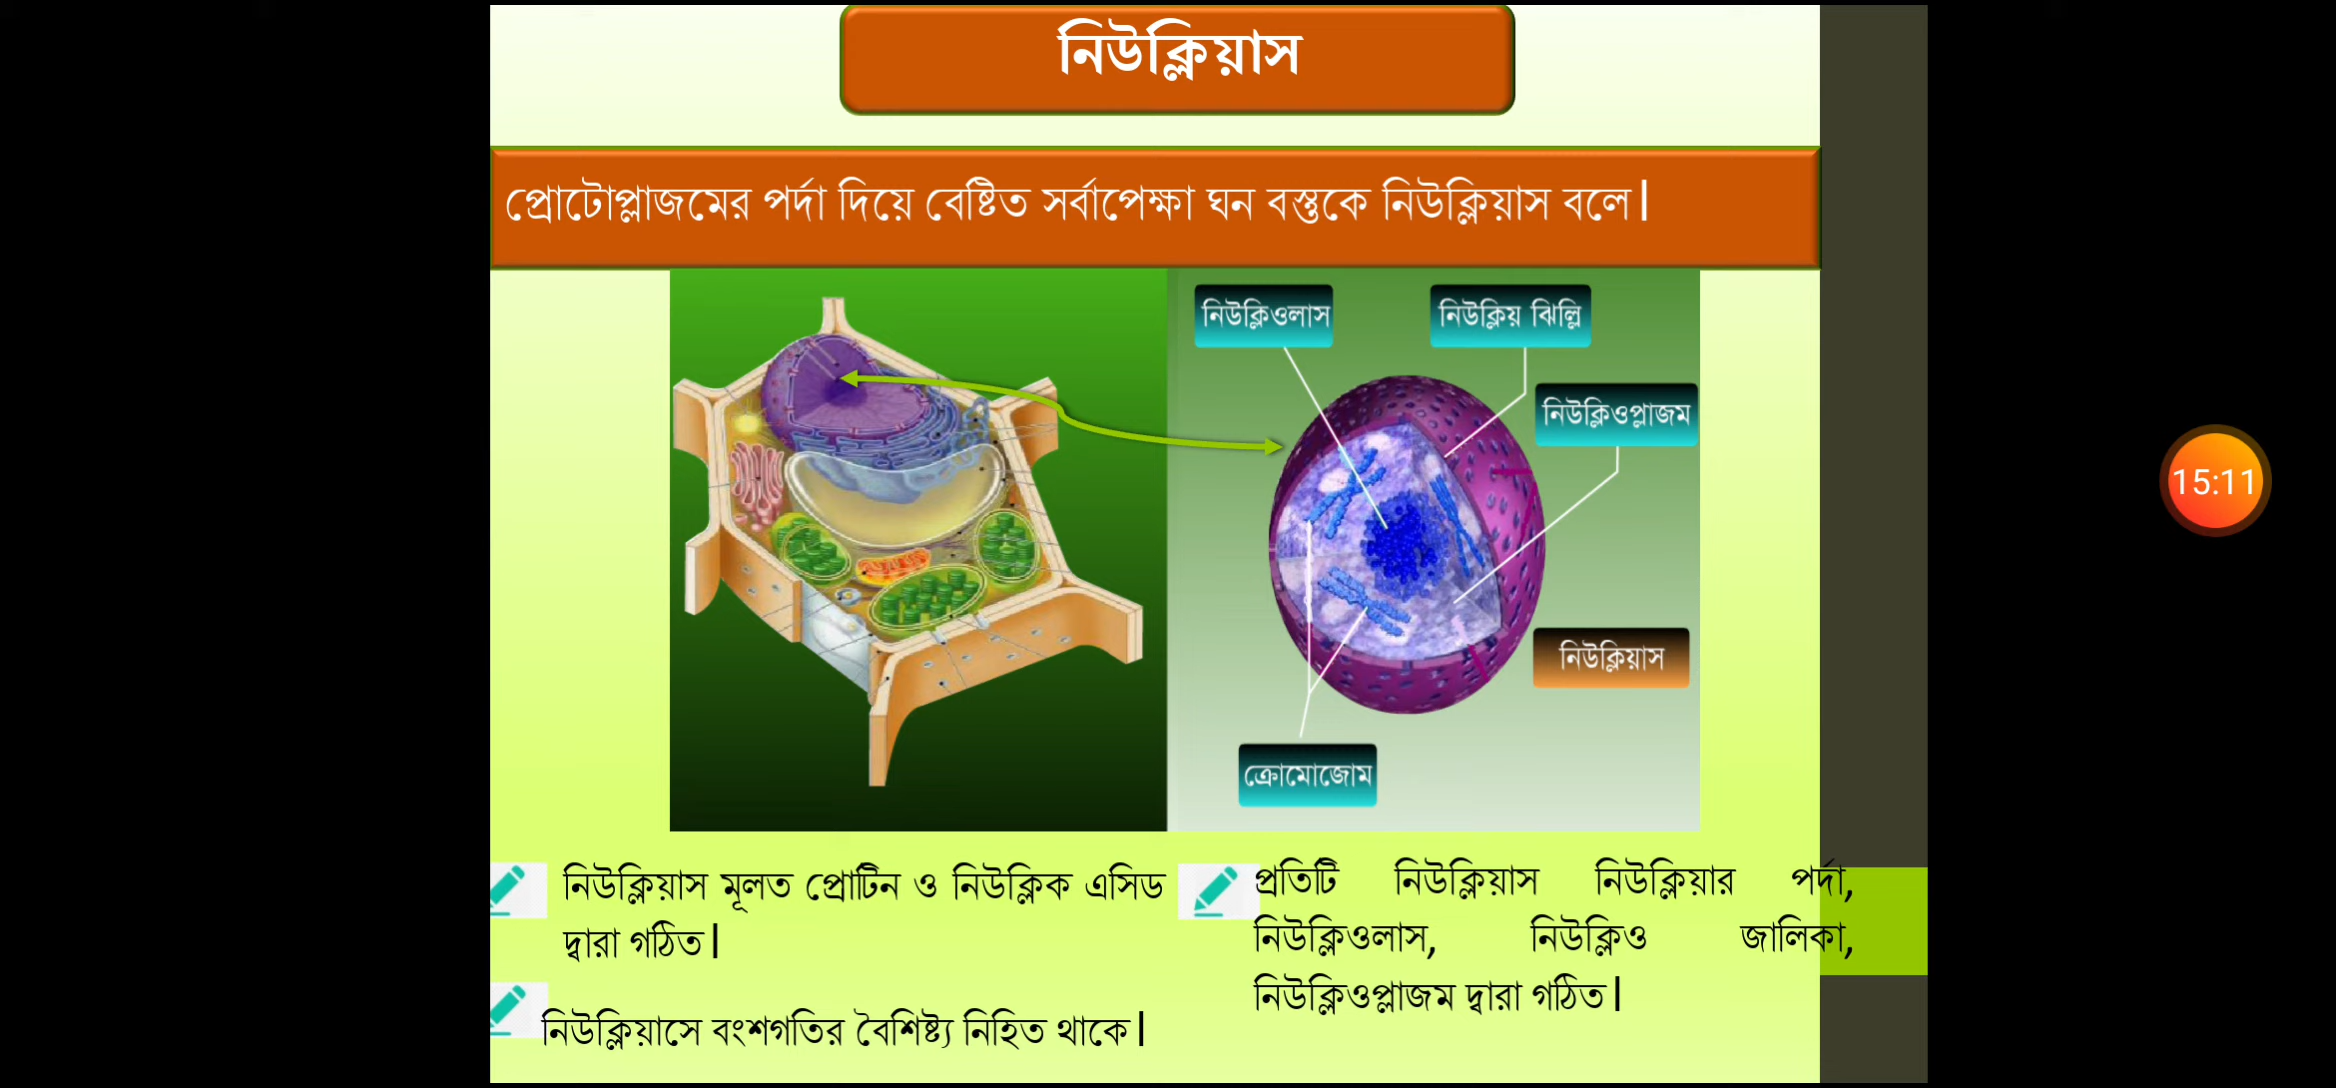 নিউক্লিয়াস
প্রোটোপ্লাজমের পর্দা দিয়ে বেষ্টিত সর্বাপেক্ষা ঘন বস্তুকে নিউক্লিয়াস বলে|
নিউক্লিওলাস
নিউক্লিয় ঝিল্লি
নিউক্লিওপ্লাজম
নিউক্লিয়াস
ক্রোমোজোম
15:11
নিউক্লিয়াস মূলত প্রোটিন ও নিউক্লিক এসিড
দ্বারা গঠিত|
নিউক্লিয়াসে বংশগতির বৈশিষ্ট্য নিহিত থাকে|
প্রতিটি নিউক্লিয়াস নিউক্লিয়ার পর্দা,
নিউক্লিওলাস, নিউক্লিও জালিকা,
নিউক্লিওপ্লাজম দ্বারা গঠিত|